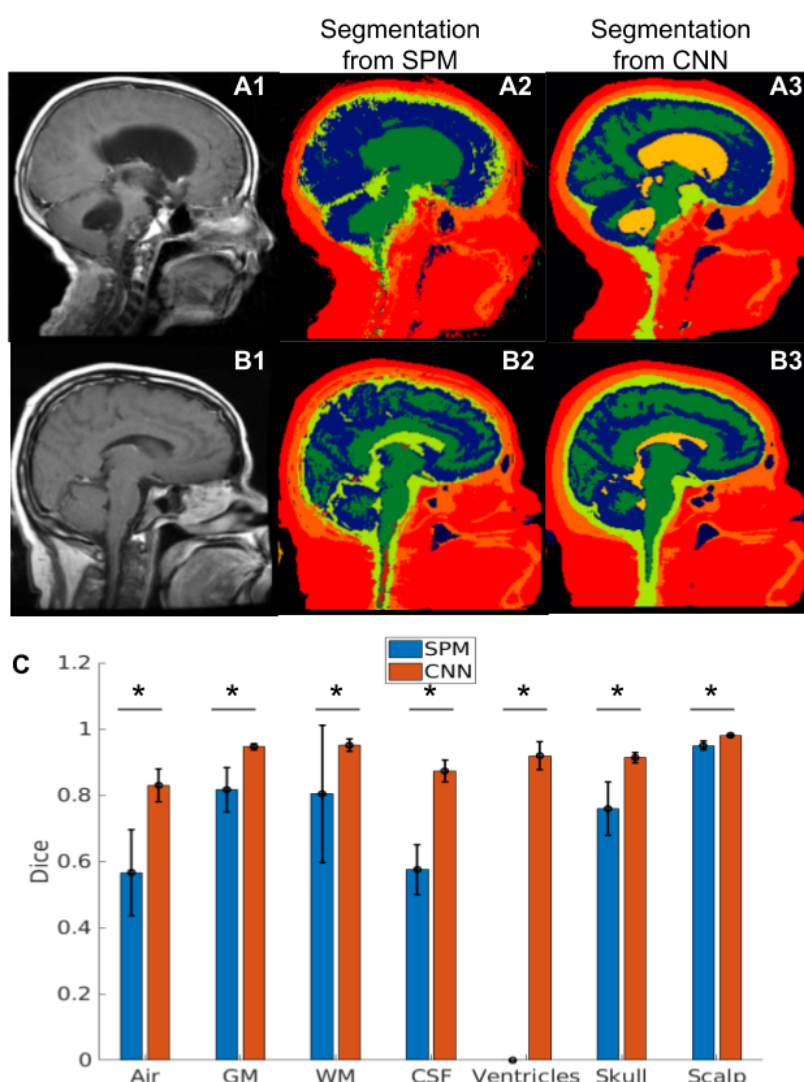 Segmentation
from SPM
Segmentation
from CNN
A1
A2
A3
B1
B2
B3
C
SPM
CNN
1.2
1
0.8
0.6
0.4
0.2
0
Dice
* * * * * * *
Air GM WM CSF Ventricles Skull Scalp